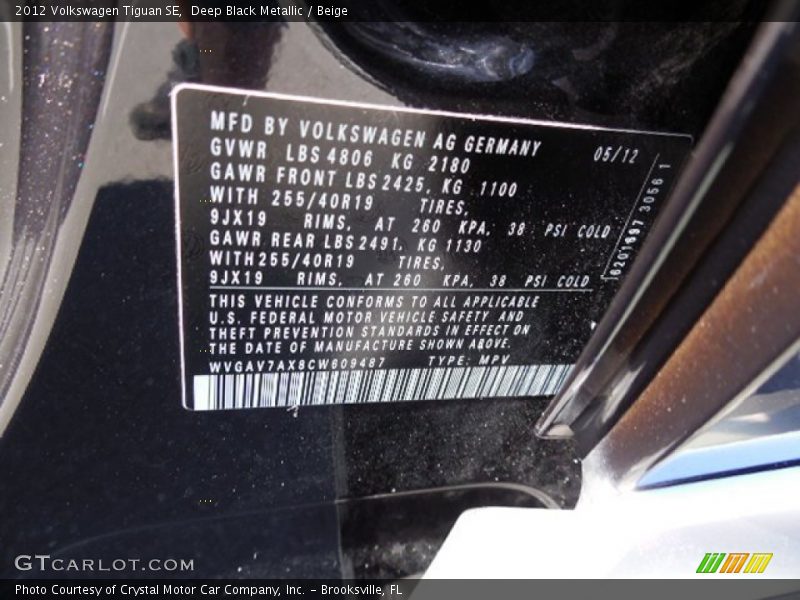 2012 Volkswagen Tiguan SE,  Deep Black Metallic / Beige
MFD BY VOLKSWAGEN AG GERMANY
05/12
GVWR LBS 4806 KG 2180
GAWR FRONT LBS 2425, KG 1100
WITH 255/40R19 TIRES,
9JX19 RIMS, AT 260 KPA, 38 PSI COLD
GAWR REAR LBS 2491. KG 1130
WITH 255/40R19 TIRES,
9JX19 RIMS, AT 260 KPA, 38 PSI COLD
THIS VEHICLE CONFORMS TO ALL APPLICABLE
U.S. FEDERAL MOTOR VEHICLE SAFETY AND
THEFT PREVENTION STANDARDS IN EFFECT ON
THE DATE OF MANUFACTURE SHOWN ABOVE.
WVGAV7AX8CW609487 TYPE: MPV
GTCARLOT.COM
Photo Courtesy of Crystal Motor Car Company, Inc. – Brooksville, FL